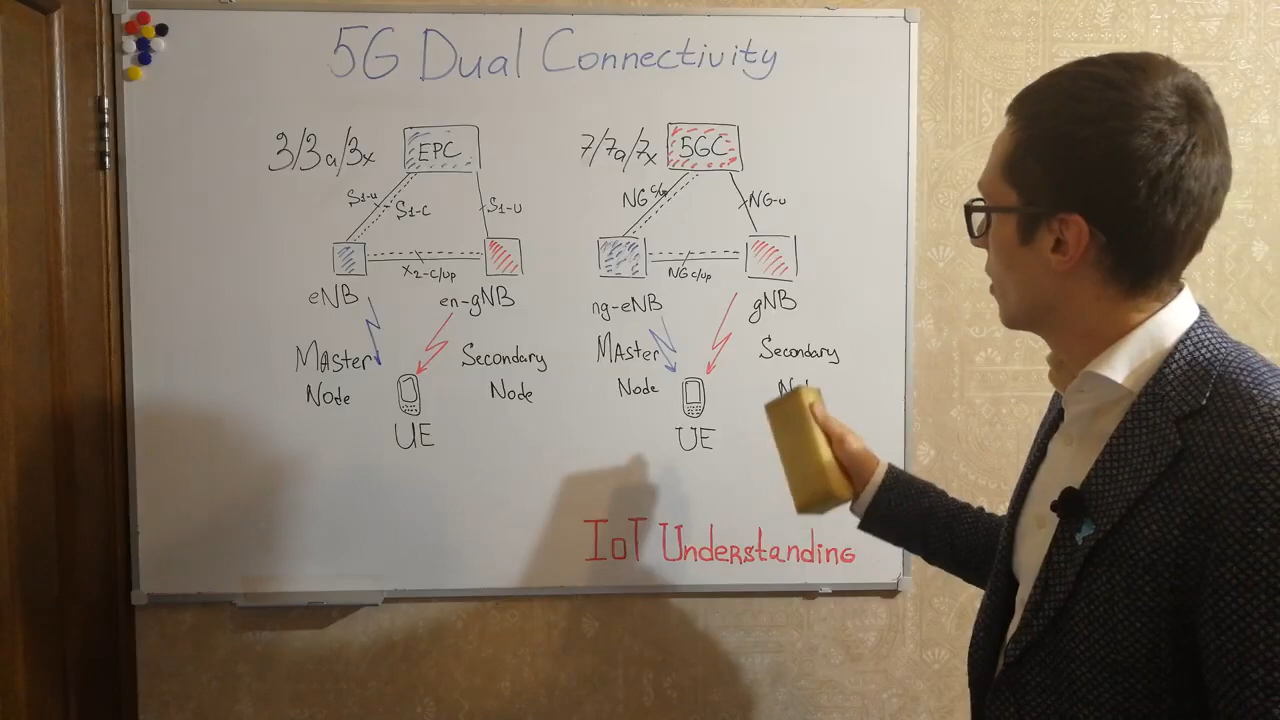 5G Dual Connectivity
3/3a/3x
EPC
S1-U
S1-C
S1-U
X2-C/up
eNB
en-gNB
MAster
Node
Secondary
Node
UE
7/7a/7x
5GC
NG c/up
NG-u
NG c/up
ng-eNB
gNB
MAster
Node
Secondary
UE
IoT Understanding